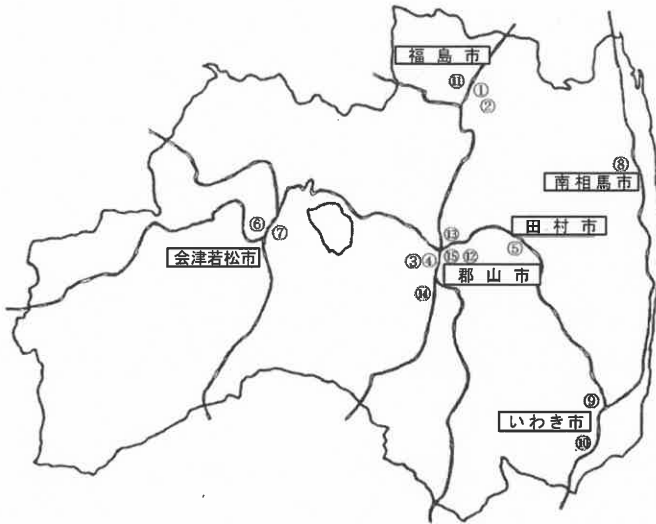 福島市
⑪
①
②
⑧
南相馬市
田村市
⑥
⑦
⑬
⑤
会津若松市
③
④
⑮
⑫
郡山市
⑭
⑨
いわき市
⑩